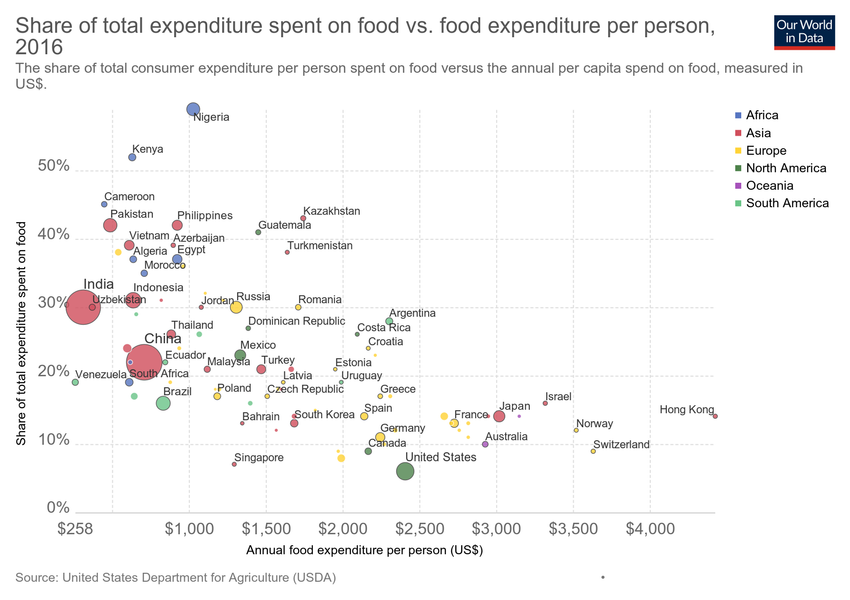 Share of total expenditure spent on food vs. food expenditure per person,
2016
Our World
in Data
The share of total consumer expenditure per person spent on food versus the annual per capita spend on food, measured in
US$.
Africa
Asia
Europe
North America
Oceania
South America
Nigeria
Kenya
50%
Cameroon
Pakistan
Philippines
Kazakhstan
Guatemala
40%
Vietnam
Azerbaijan
Turkmenistan
Algeria
Egypt
Morocco
India
Indonesia
30%
Uzbekistan
Jordan
Russia
Romania
Argentina
Dominican Republic
Thailand
Costa Rica
China
Croatia
Mexico
Ecuador
Malaysia
Turkey
Estonia
20%
Venezuela
South Africa
Latvia
Uruguay
Brazil
Poland
Czech Republic
Greece
Israel
Spain
Japan
Hong Kong
Bahrain
South Korea
France
Norway
Germany
Australia
10%
Canada
Switzerland
Singapore
United States
0%
$258
$1,000
$1,500
$2,000
$2,500
$3,000
$3,500
$4,000
Share of total expenditure spent on food
Annual food expenditure per person (US$)
Source: United States Department for Agriculture (USDA)